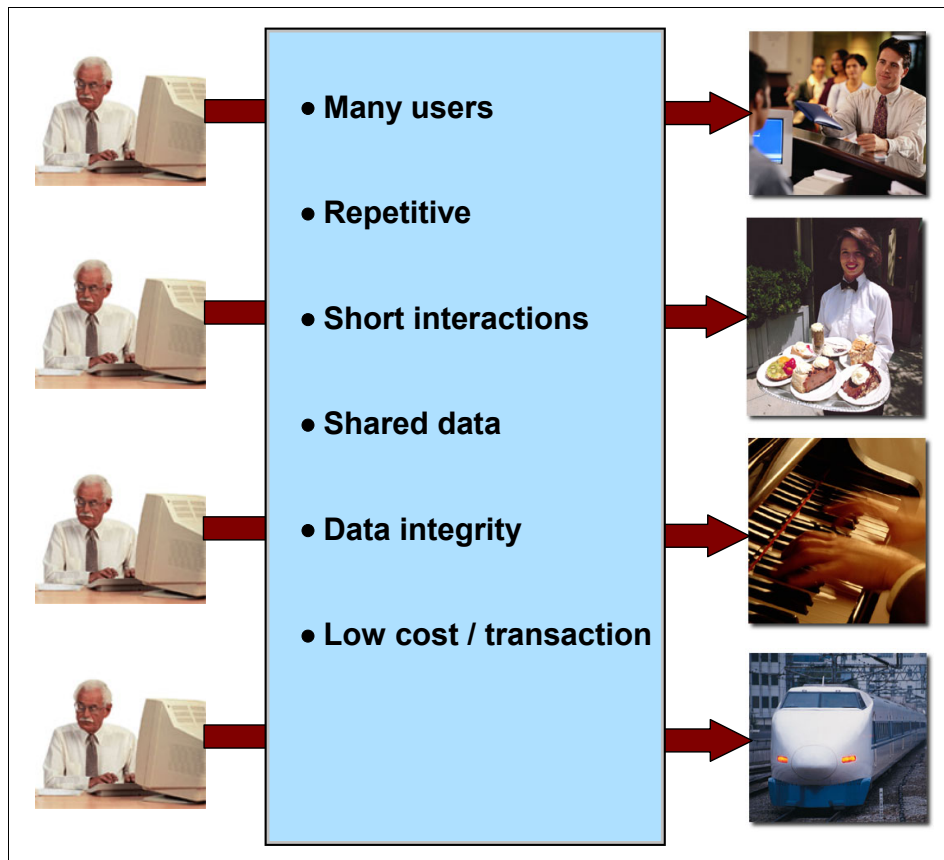 • Many users
• Repetitive
• Short interactions
• Shared data
• Data integrity
• Low cost / transaction